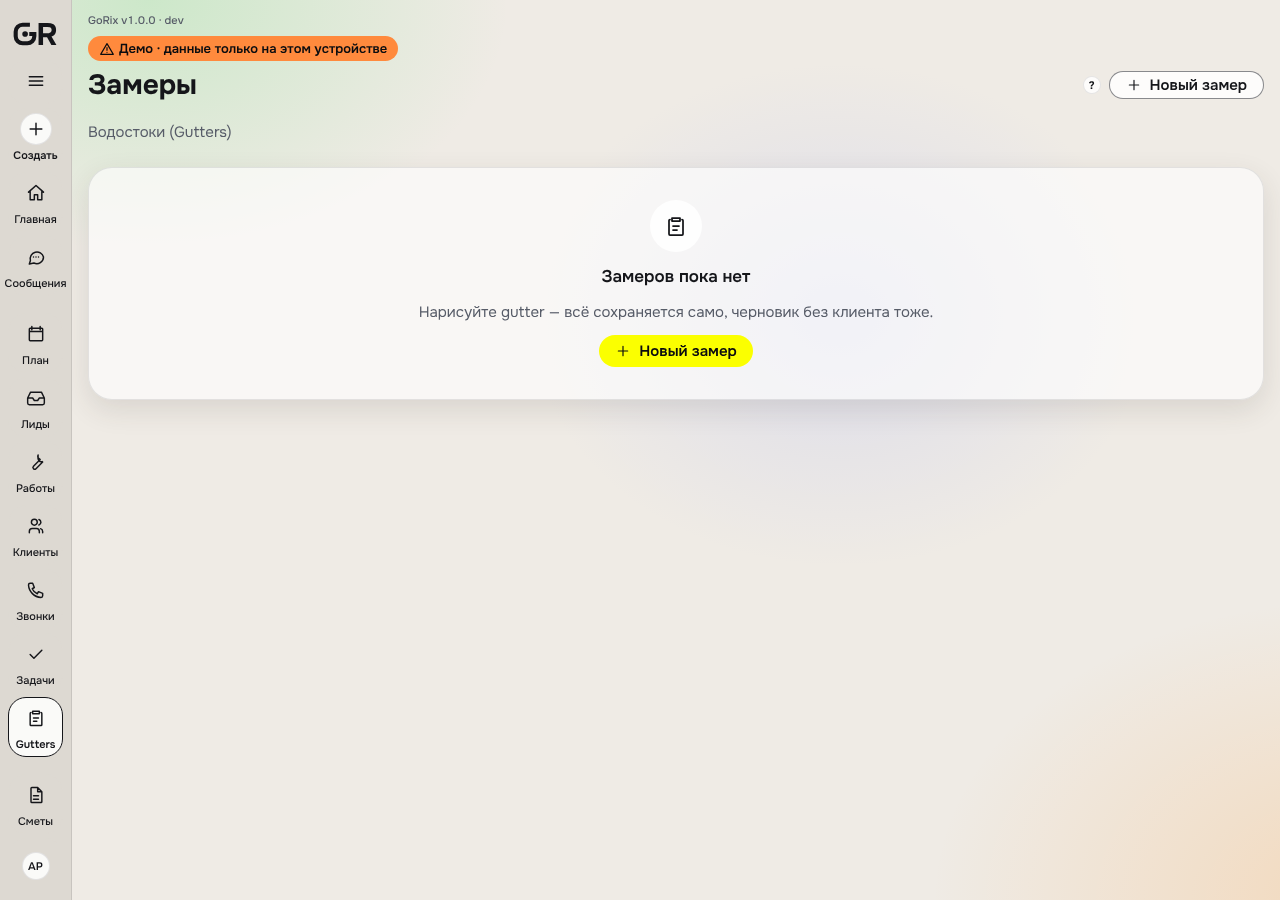 GR
GoRix v1.0.0 · dev
Демо · данные только на этом устройстве
Замеры
?
Новый замер
Водостоки (Gutters)
Замеров пока нет
Нарисуйте gutter — всё сохраняется само, черновик без клиента тоже.
Новый замер
Создать
Главная
Сообщения
План
Лиды
Работы
Клиенты
Звонки
Задачи
Gutters
Сметы
AP